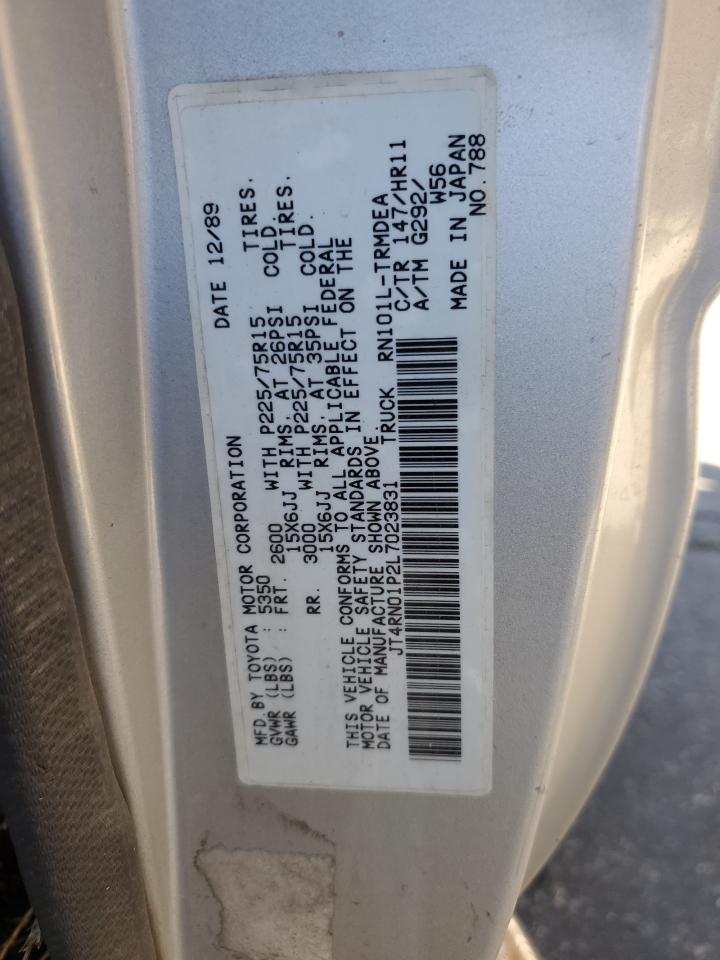 MFD. BY TOYOTA MOTOR CORPORATION DATE 12/89
GVWR (LBS) : 5350
GAWR (LBS) : FRT. 2600 WITH P225/75R15 TIRES.
15X6JJ RIMS, AT 26PSI COLD.
RR. 3000 WITH P225/75R15 TIRES.
15X6JJ RIMS, AT 35PSI COLD.
THIS VEHICLE CONFORMS TO ALL APPLICABLE FEDERAL
MOTOR VEHICLE SAFETY STANDARDS IN EFFECT ON THE
DATE OF MANUFACTURE SHOWN ABOVE.
JT4RN01P2L7023831 TRUCK RN101L-TRMDEA
C/TR 147/HR11
A/TM G292/
W56
MADE IN JAPAN
NO.788